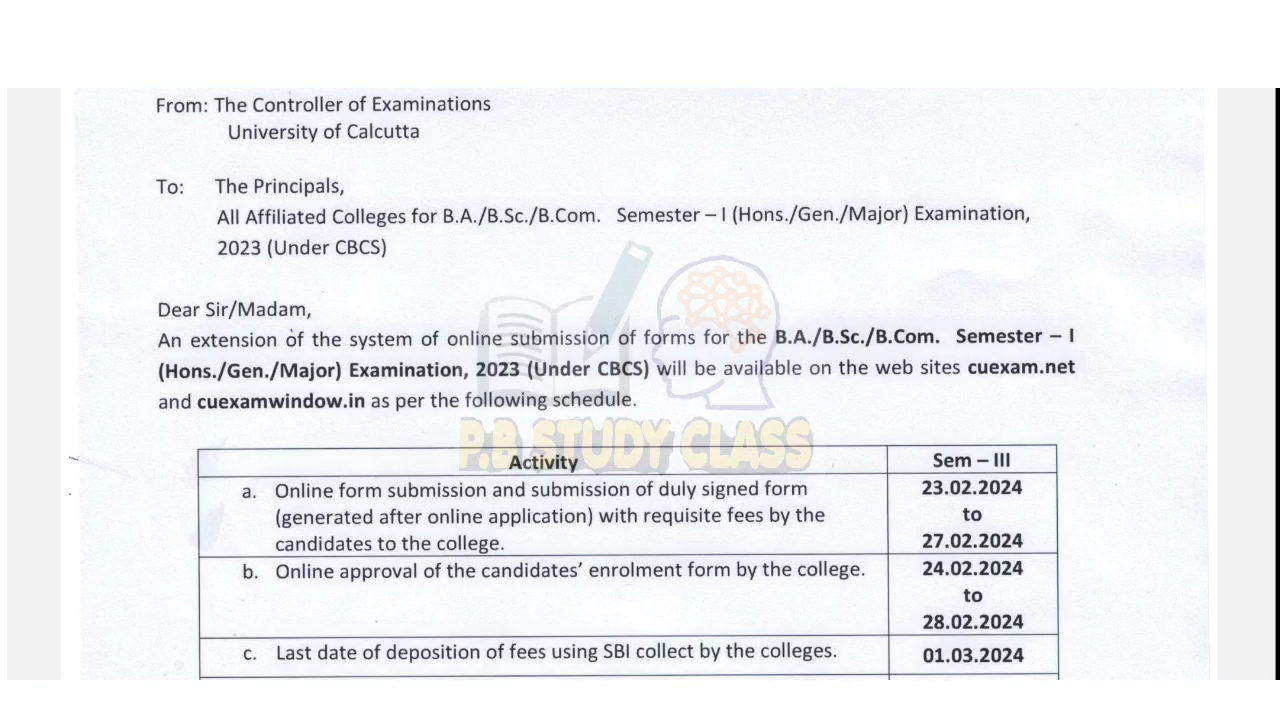 From: The Controller of Examinations
University of Calcutta
To: The Principals,
All Affiliated Colleges for B.A./B.Sc./B.Com. Semester – I (Hons./Gen./Major) Examination,
2023 (Under CBCS)
Dear Sir/Madam,
An extension of the system of online submission of forms for the B.A./B.Sc./B.Com. Semester – I
(Hons./Gen./Major) Examination, 2023 (Under CBCS) will be available on the web sites cuexam.net
and cuexamwindow.in as per the following schedule.
P.B STUDY CLASS
Activity
Sem – III
a. Online form submission and submission of duly signed form
(generated after online application) with requisite fees by the
candidates to the college.
23.02.2024
to
27.02.2024
b. Online approval of the candidates’ enrolment form by the college.
24.02.2024
to
28.02.2024
c. Last date of deposition of fees using SBI collect by the colleges.
01.03.2024